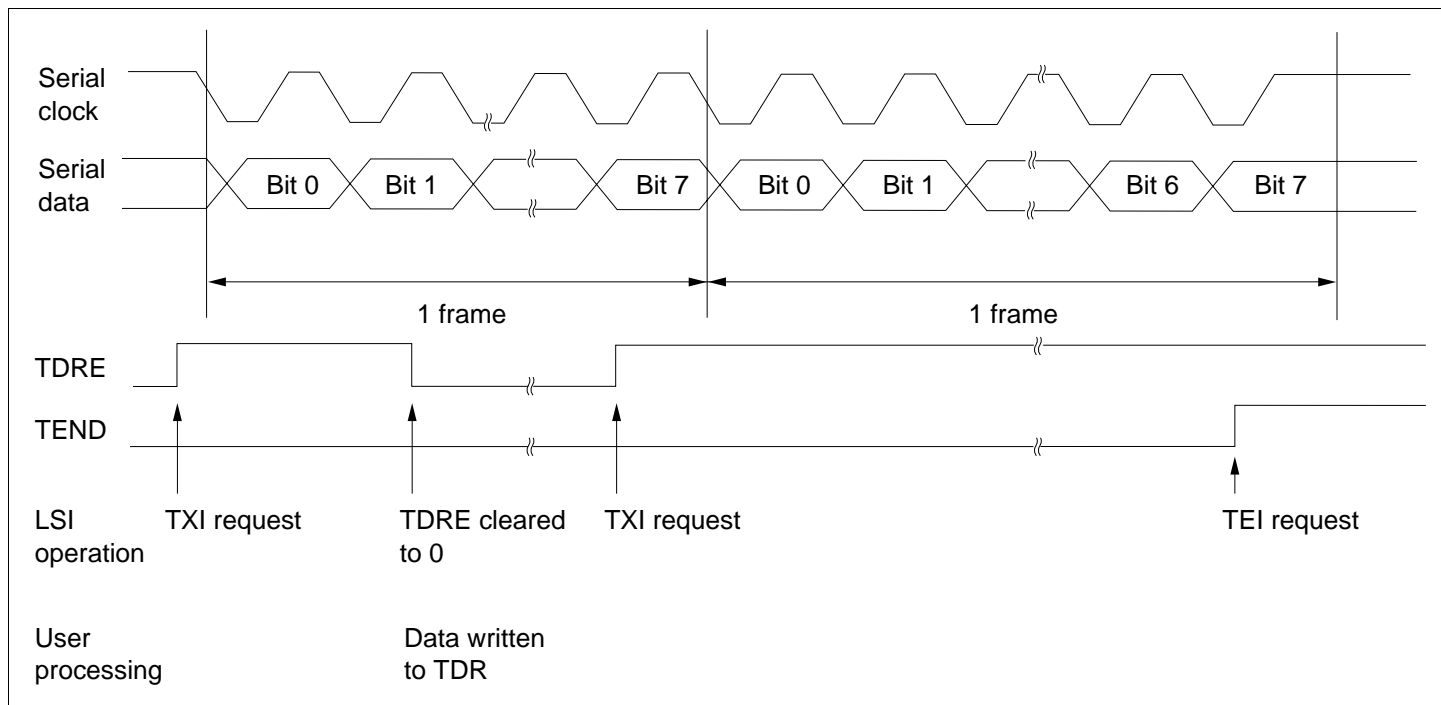 Serial
clock
Serial
data
Bit 0
Bit 1
Bit 7
Bit 0
Bit 1
Bit 6
Bit 7
1 frame
1 frame
TDRE
TEND
LSI
operation
TXI request
TDRE cleared
to 0
TXI request
TEI request
User
processing
Data written
to TDR